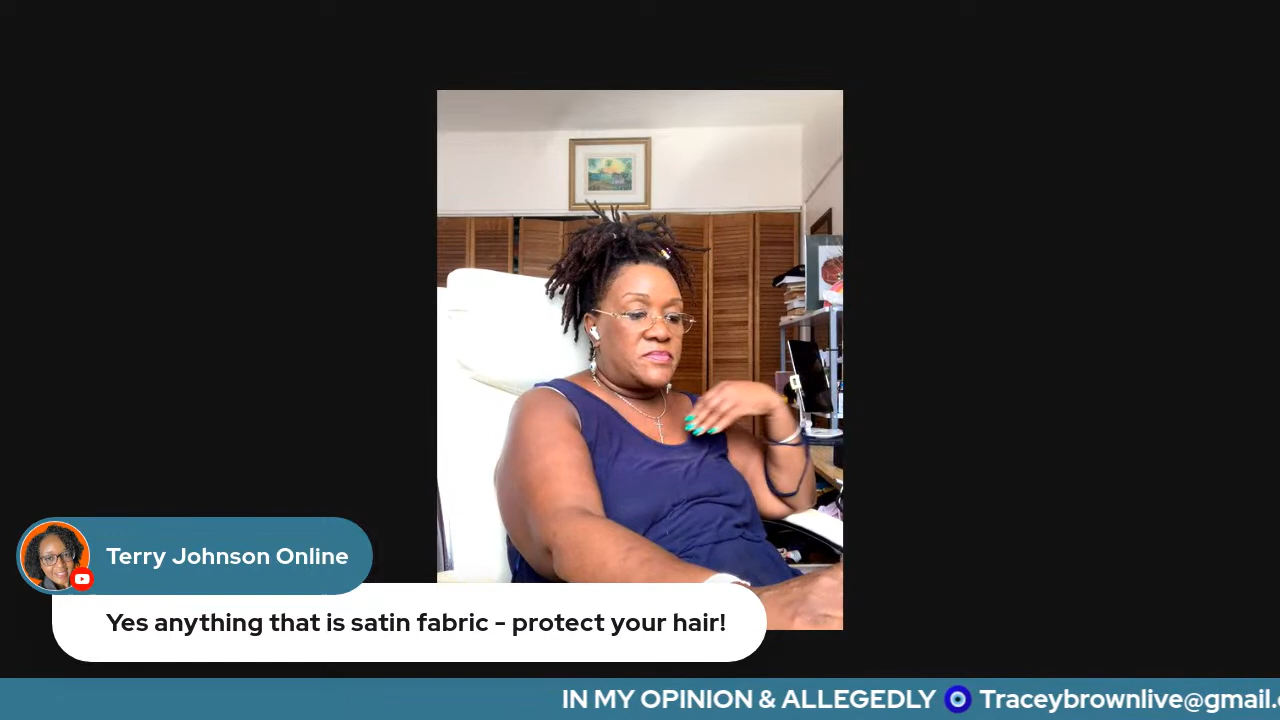 Terry Johnson Online
Yes anything that is satin fabric - protect your hair!
IN MY OPINION & ALLEGEDLY Traceybrownlive@gmail.